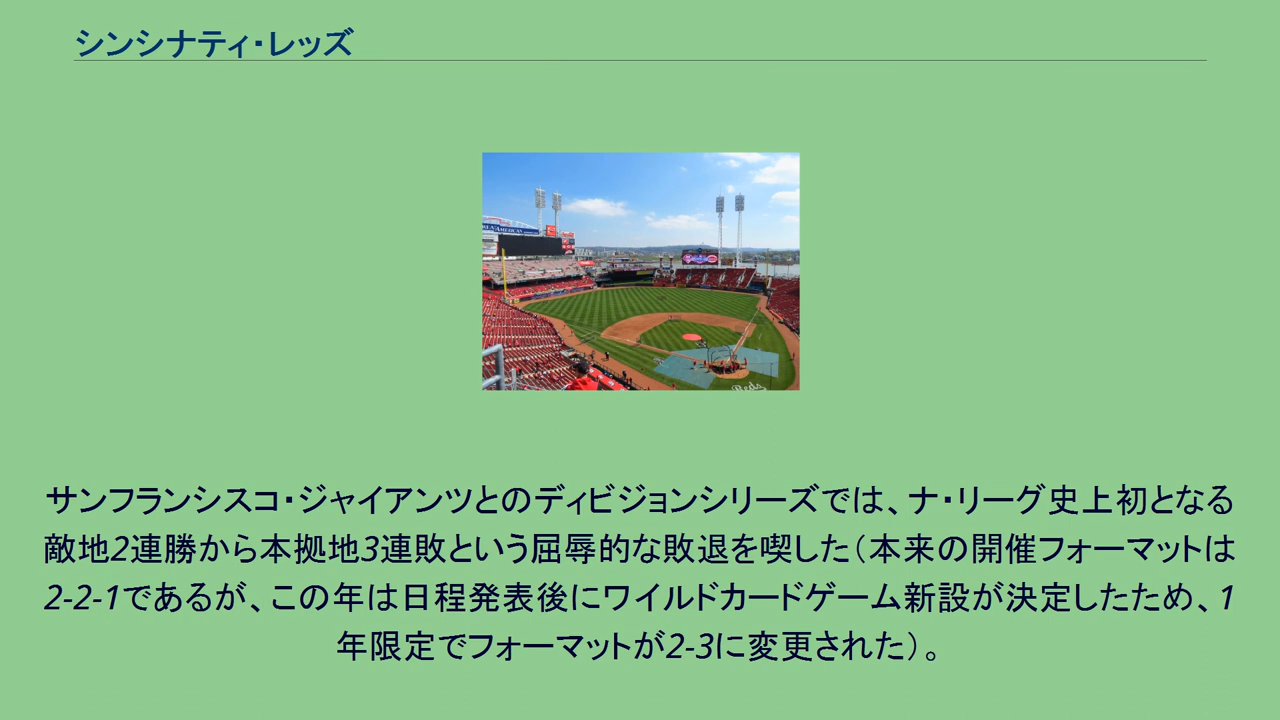 シンシナティ・レッズ
サンフランシスコ・ジャイアンツとのディビジョンシリーズでは、ナ・リーグ史上初となる
敵地2連勝から本拠地3連敗という屈辱的な敗退を喫した（本来の開催フォーマットは
2-2-1であるが、この年は日程発表後にワイルドカードゲーム新設が決定したため、1
年限定でフォーマットが2-3に変更された）。
Reds